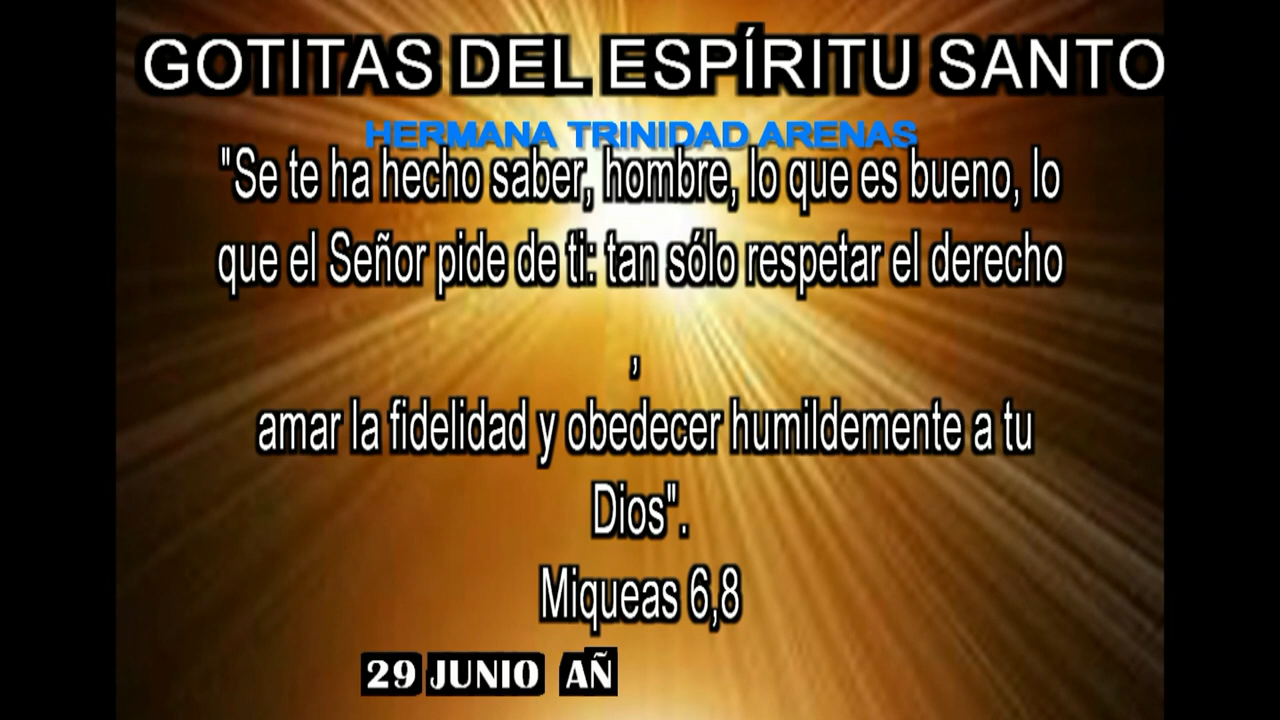 GOTITAS DEL ESPÍRITU SANTO
HERMANA TRINIDAD ARENAS
"Se te ha hecho saber, hombre, lo que es bueno, lo
que el Señor pide de ti: tan sólo respetar el derecho
,
amar la fidelidad y obedecer humildemente a tu
Dios".
Miqueas 6,8
29 JUNIO AÑ